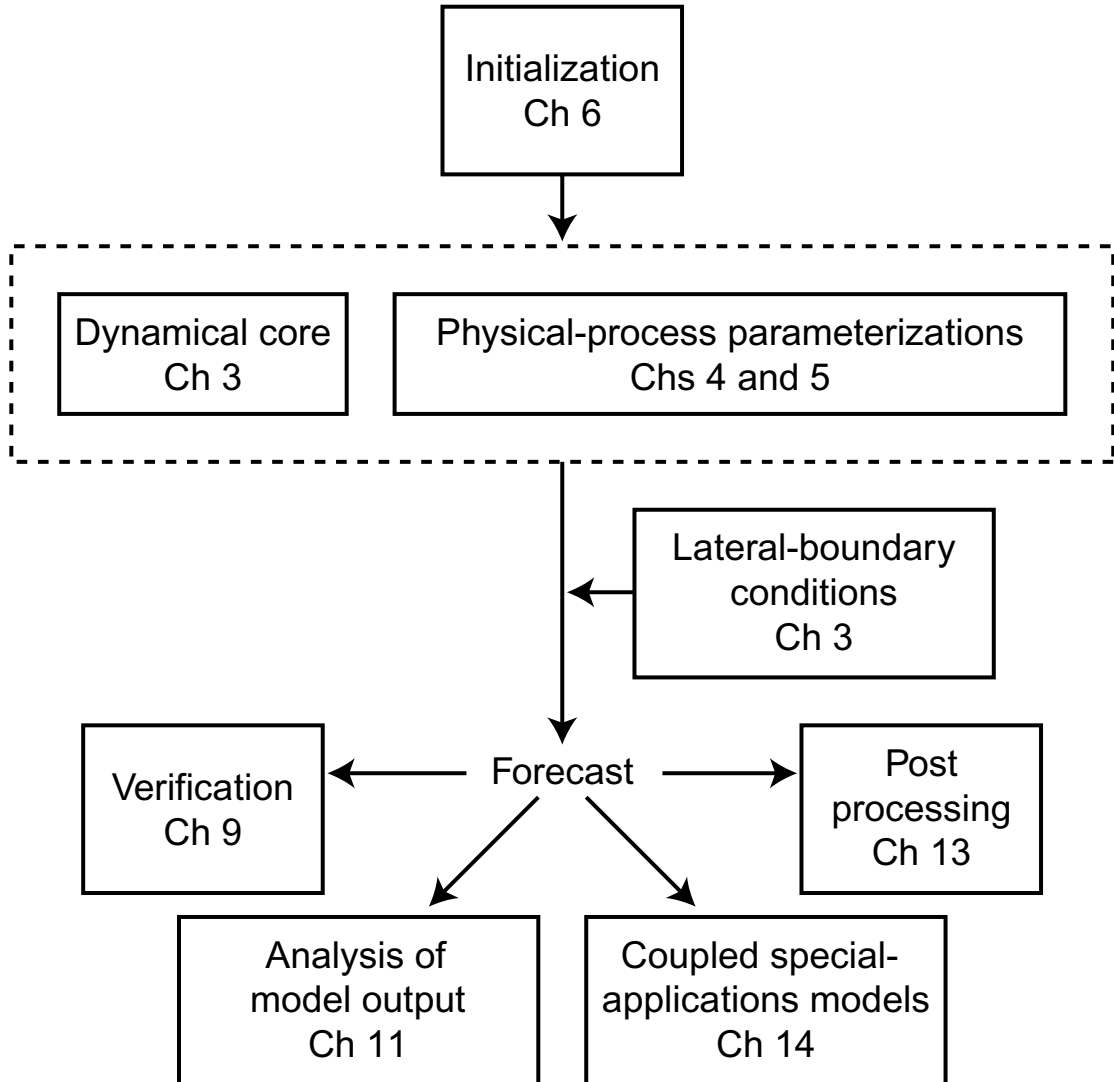 Initialization
Ch 6
Dynamical core
Ch 3
Physical-process parameterizations
Chs 4 and 5
Lateral-boundary
conditions
Ch 3
Verification
Ch 9
Forecast
Post
processing
Ch 13
Analysis of
model output
Ch 11
Coupled special-
applications models
Ch 14